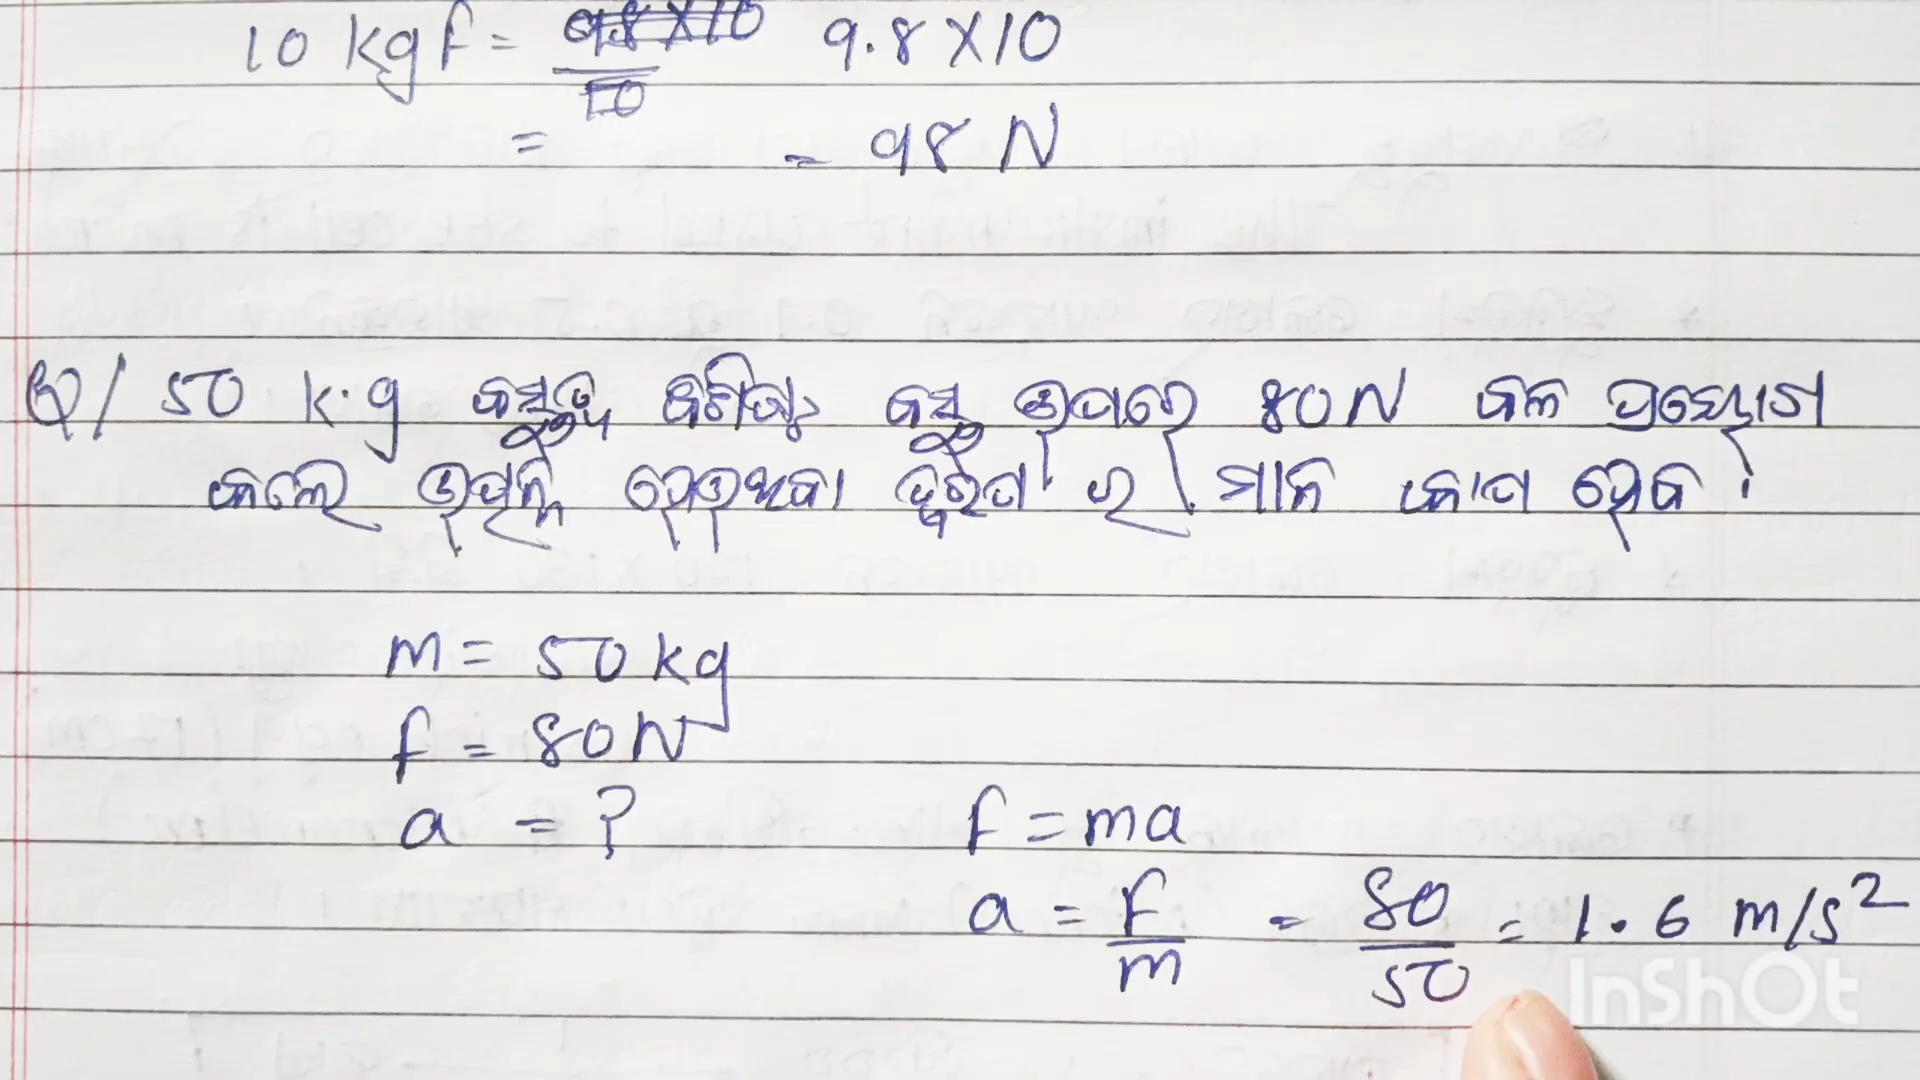 10 kgf = 9.8 X 10
= = 98 N
Q/ 50 k.g ବସ୍ତୁତ୍ୱ ବିଶିଷ୍ଟ ବସ୍ତୁ ଉପରେ 80N ବଳ ପ୍ରୟୋଗ
କଲେ ଉତ୍ପନ୍ନ ହେଉଥିବା ତ୍ୱରଣ ର ମାନ କେତେ ହେବ ?
m = 50 kg
f = 80 N
a = ?
f = ma
a = F/m = 80/50 = 1.6 m/s²
InShOt